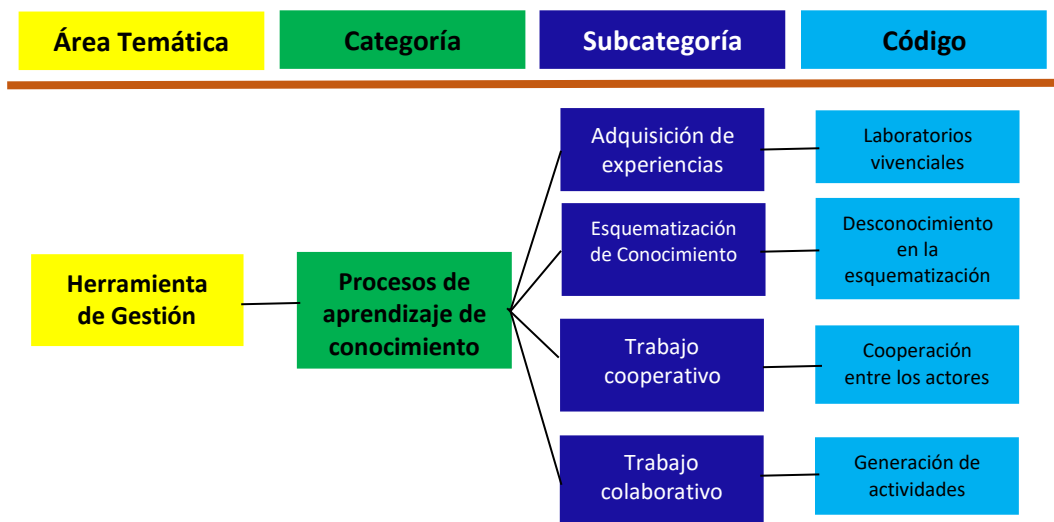 Área Temática
Categoría
Subcategoría
Código
Adquisición de
experiencias
Laboratorios
vivenciales
Esquematización
de Conocimiento
Desconocimiento
en la
esquematización
Herramienta
de Gestión
Procesos de
aprendizaje de
conocimiento
Trabajo
cooperativo
Cooperación
entre los actores
Trabajo
colaborativo
Generación de
actividades